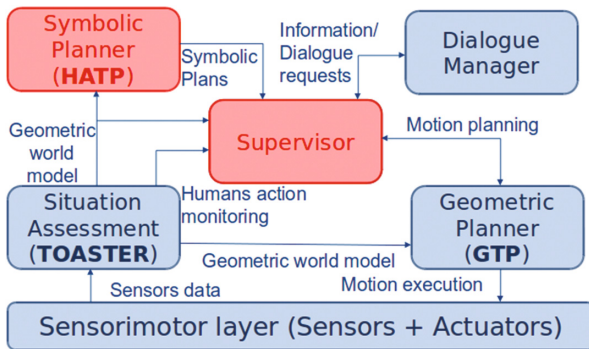 Symbolic
Planner
(HATP)
Symbolic
Plans
Information/
Dialogue
requests
Dialogue
Manager
Geometric
world
model
Supervisor
Motion planning
Situation
Assessment
(TOASTER)
Humans action
monitoring
Geometric
Planner
(GTP)
Geometric world model
Sensors data
Motion execution
Sensorimotor layer (Sensors + Actuators)